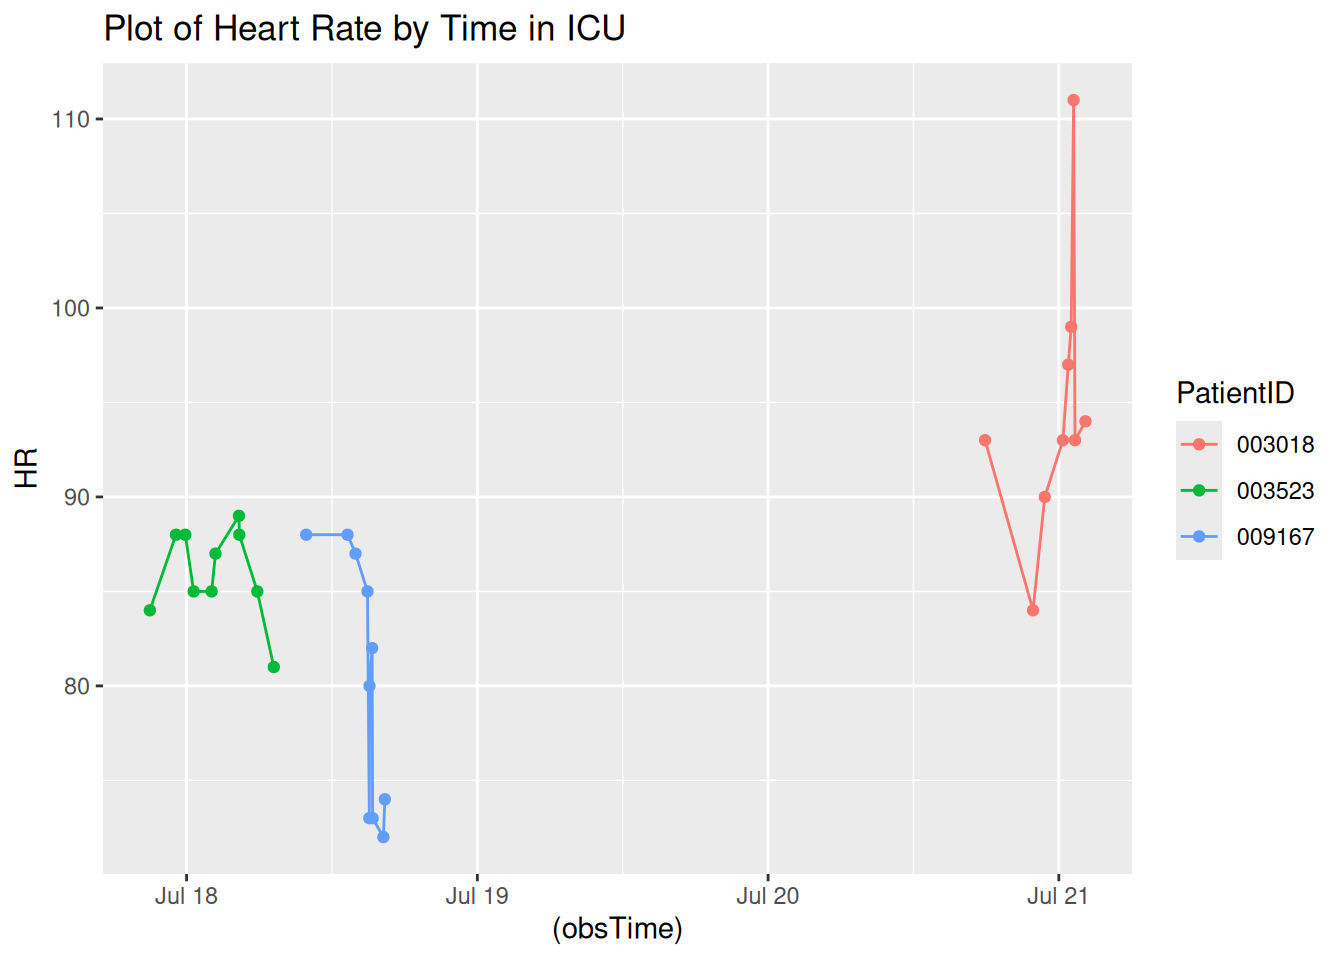 Plot of Heart Rate by Time in ICU
110
100
90
80
HR
Jul 18
Jul 19
Jul 20
Jul 21
(obsTime)
PatientID
003018
003523
009167